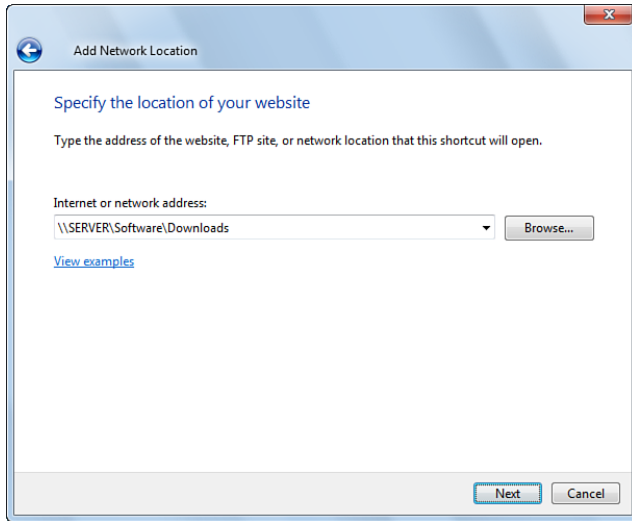 Add Network Location
Specify the location of your website
Type the address of the website, FTP site, or network location that this shortcut will open.
Internet or network address:
\\SERVER\Software\Downloads
Browse...
View examples
Next
Cancel